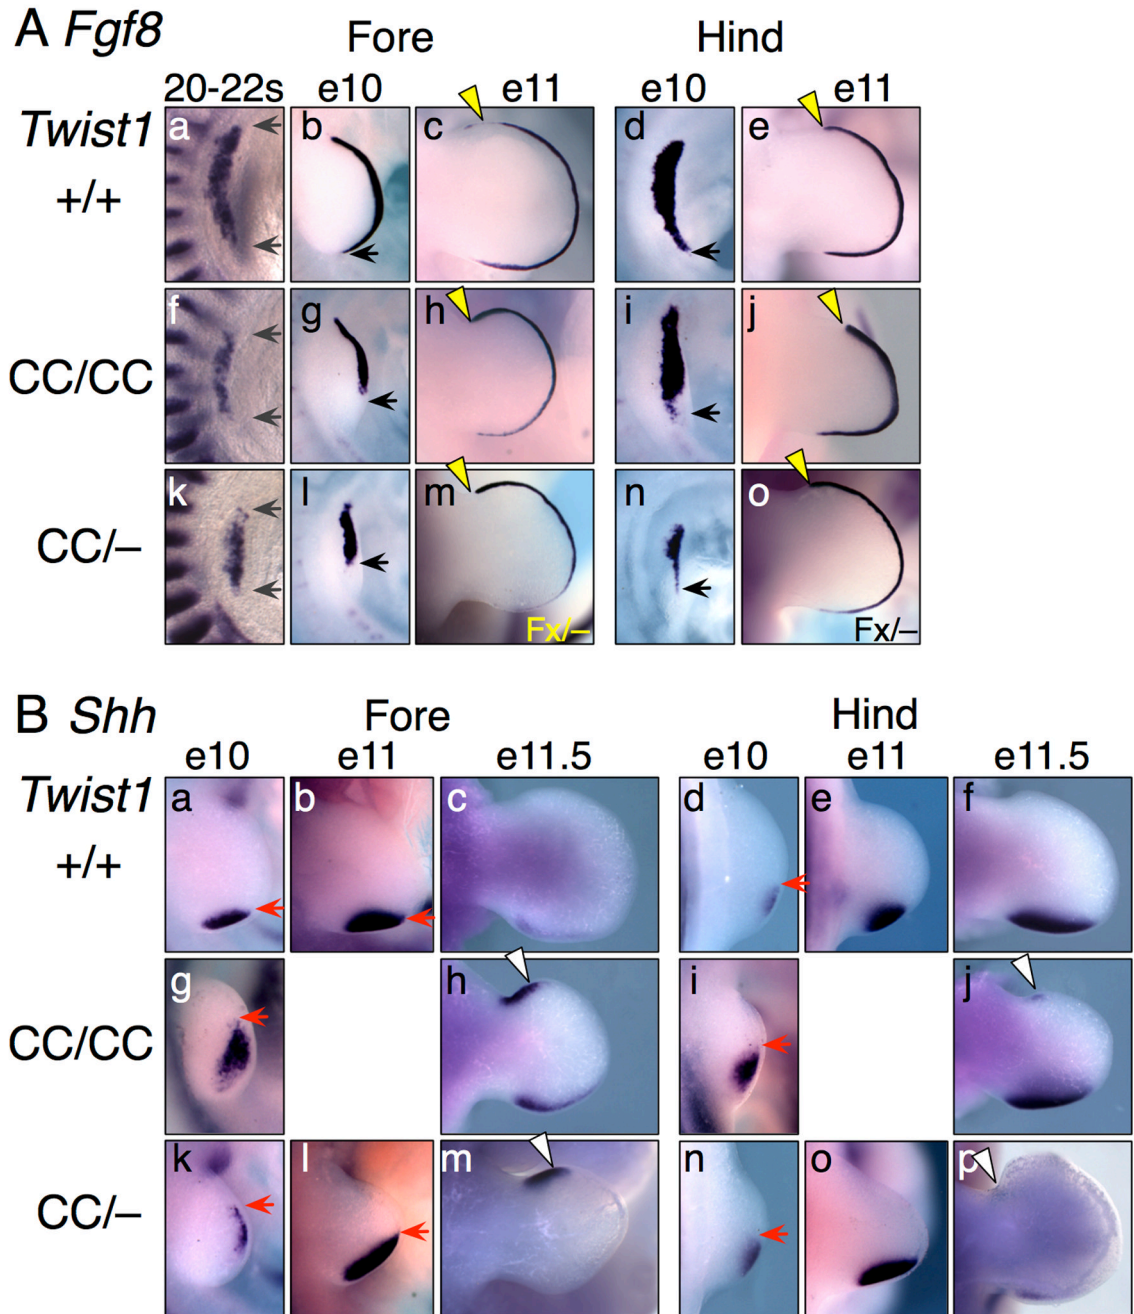 A Fgf8
Fore
Hind
20-22s
e10
e11
e10
e11
Twist1
+/+
a
b
c
d
e
CC/CC
f
g
h
i
j
CC/–
k
l
m
n
o
Fx/–
Fx/–
B Shh
Fore
Hind
e10
e11
e11.5
e10
e11
e11.5
Twist1
+/+
a
b
c
d
e
f
CC/CC
g
h
i
j
CC/–
k
l
m
n
o
p